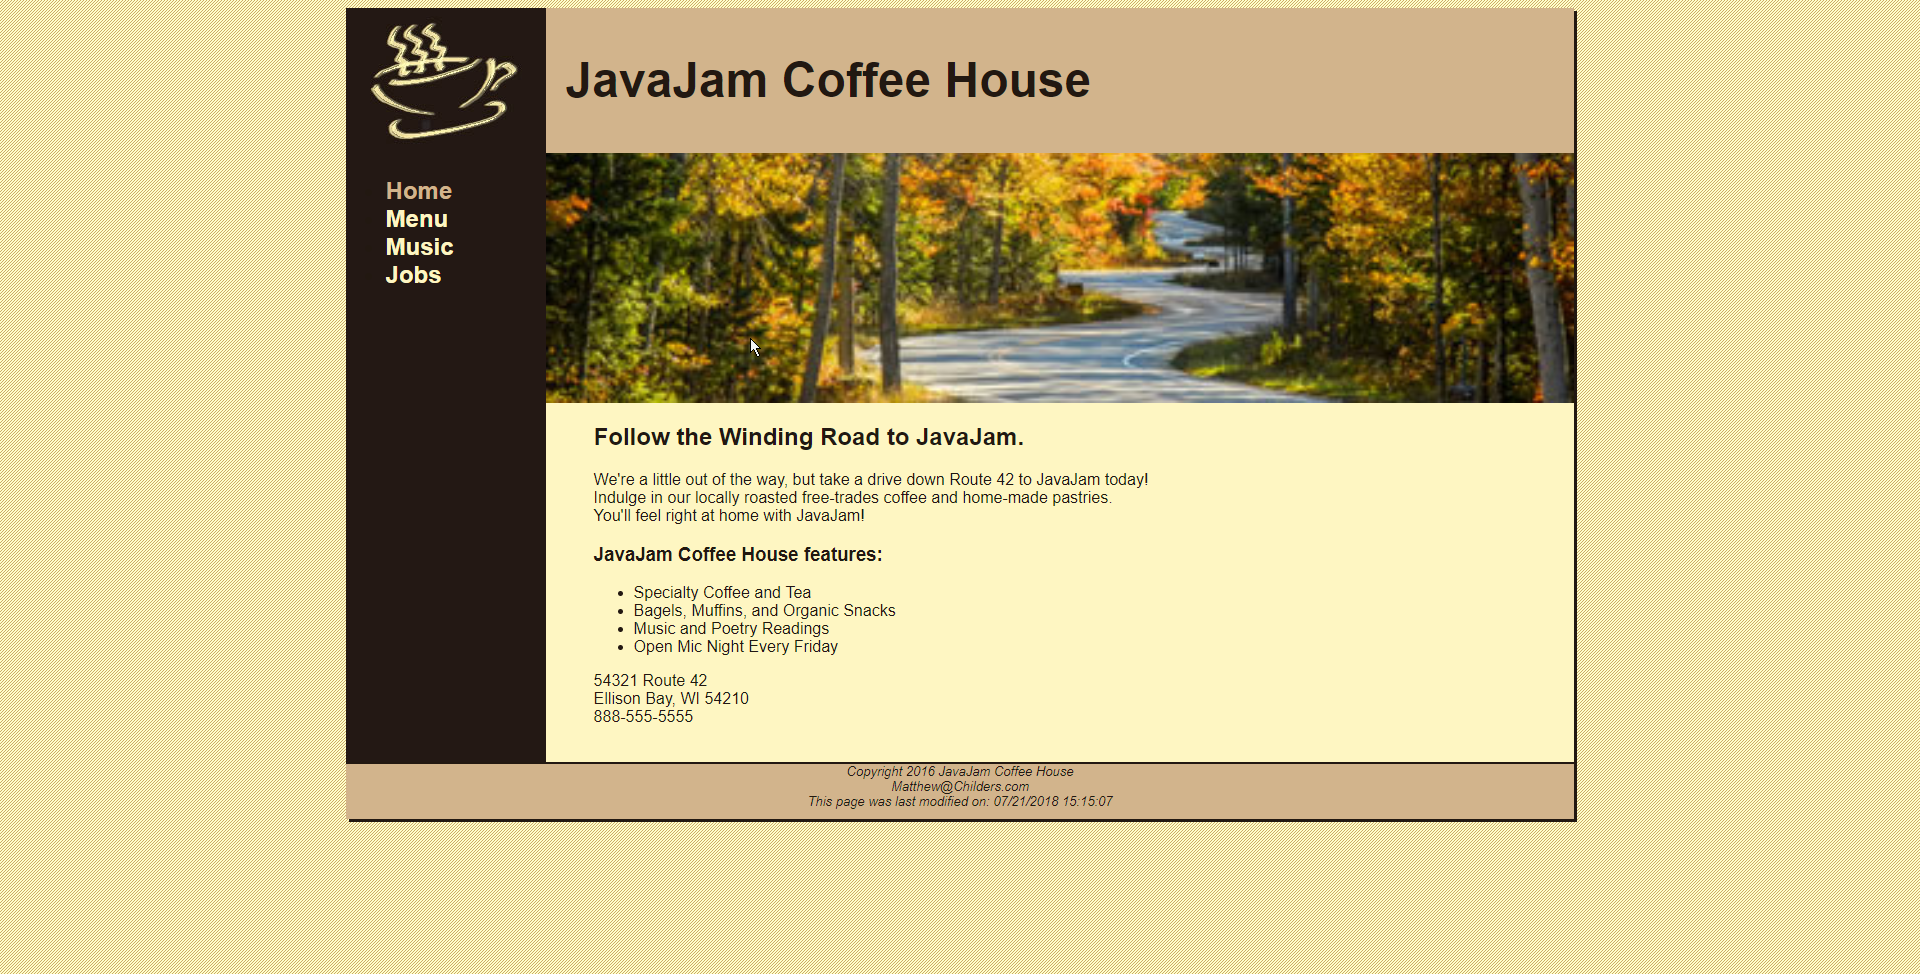 JavaJam Coffee House
Home
Menu
Music
Jobs
Follow the Winding Road to JavaJam.
We're a little out of the way, but take a drive down Route 42 to JavaJam today!
Indulge in our locally roasted free-trades coffee and home-made pastries.
You'll feel right at home with JavaJam!
JavaJam Coffee House features:
• Specialty Coffee and Tea
• Bagels, Muffins, and Organic Snacks
• Music and Poetry Readings
• Open Mic Night Every Friday
54321 Route 42
Ellison Bay, WI 54210
888-555-5555
Copyright 2016 JavaJam Coffee House
Matthew@Childers.com
This page was last modified on: 07/21/2018 15:15:07